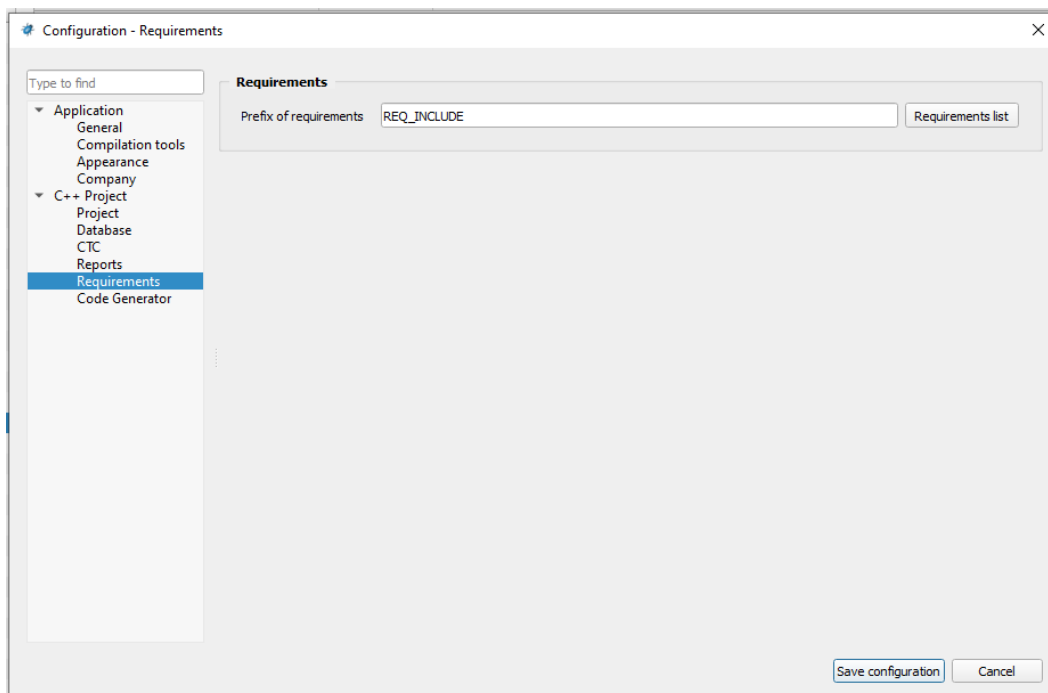 Configuration - Requirements
Type to find
Application
General
Compilation tools
Appearance
Company
C++ Project
Project
Database
CTC
Reports
Requirements
Code Generator
Requirements
Prefix of requirements REQ_INCLUDE Requirements list
Save configuration Cancel